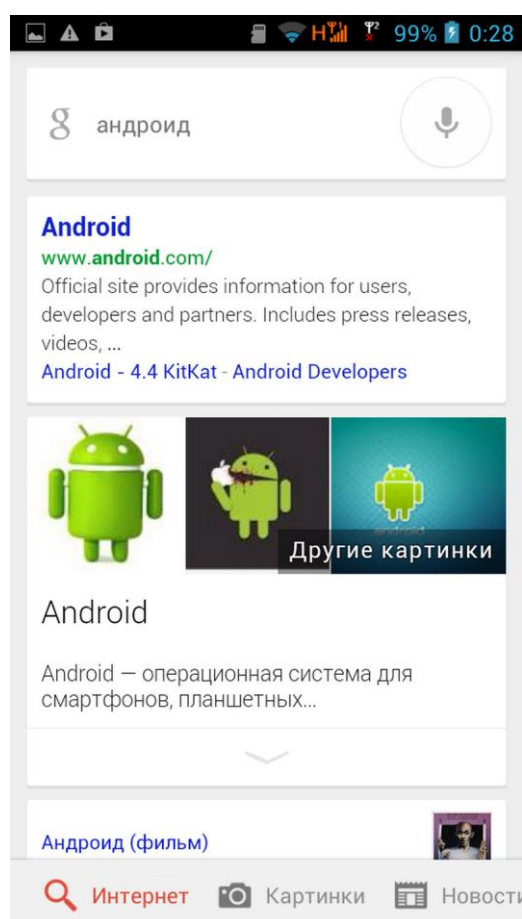 H 2 99% 0:28
g андроид
Android
www.android.com/
Official site provides information for users,
developers and partners. Includes press releases,
videos, ...
Android - 4.4 KitKat - Android Developers
Другие картинки
Android
Android — операционная система для
смартфонов, планшетных...
Андроид (фильм)
Интернет Картинки Новости